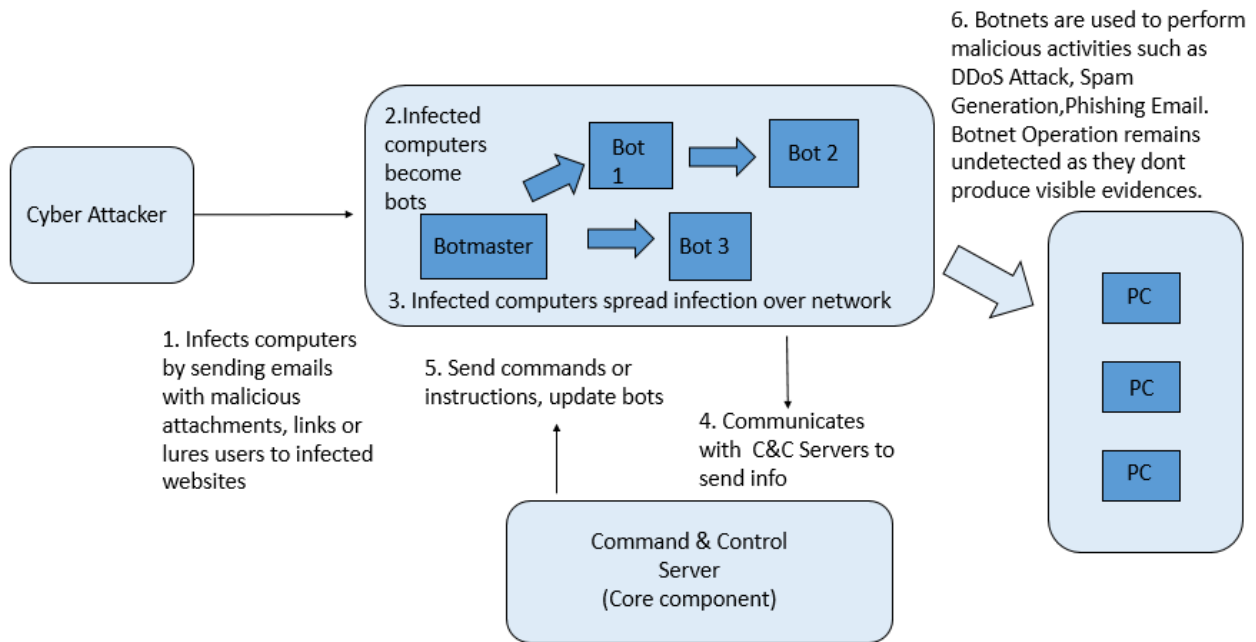 Cyber Attacker
1. Infects computers
by sending emails
with malicious
attachments, links or
lures users to infected
websites
2.Infected
computers
become
bots
Bot
1
Bot 2
Botmaster
Bot 3
3. Infected computers spread infection over network
5. Send commands or
instructions, update bots
4. Communicates
with  C&C Servers to
send info
Command & Control
Server
(Core component)
6. Botnets are used to perform
malicious activities such as
DDoS Attack, Spam
Generation,Phishing Email.
Botnet Operation remains
undetected as they dont
produce visible evidences.
PC
PC
PC